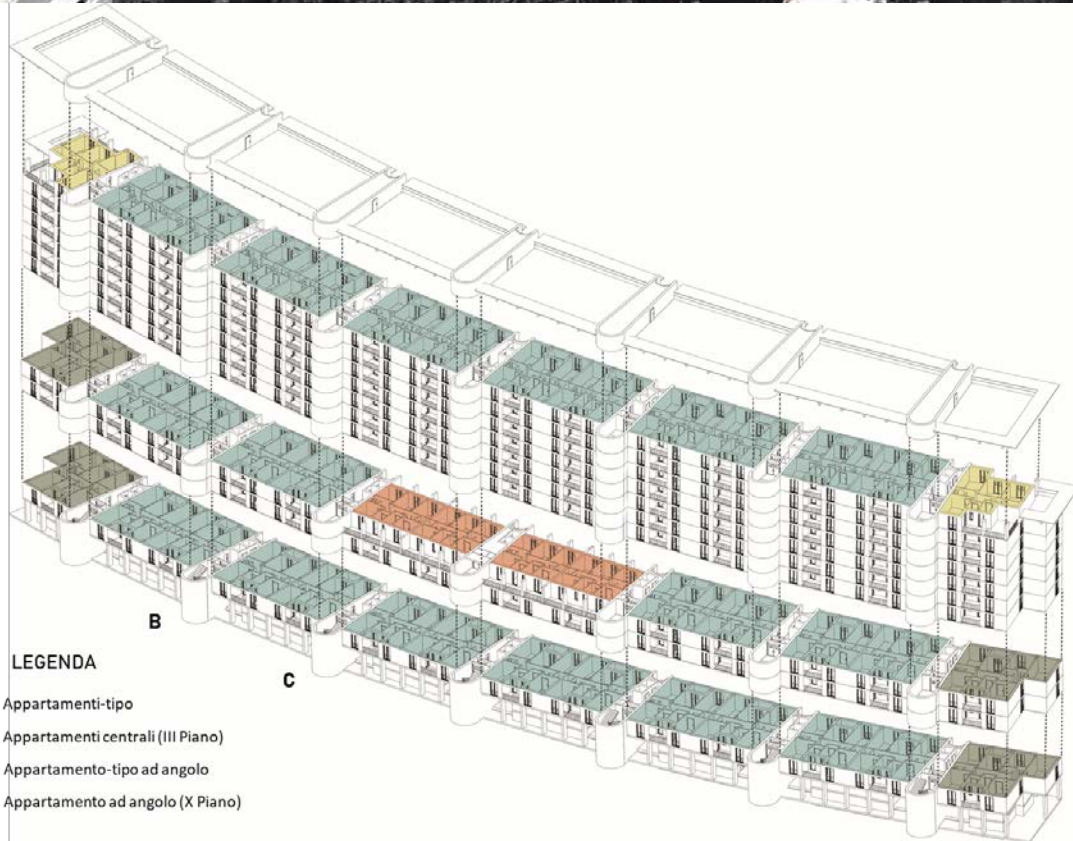 B
LEGENDA
C
Appartamenti-tipo
Appartamenti centrali (III Piano)
Appartamento-tipo ad angolo
Appartamento ad angolo (X Piano)